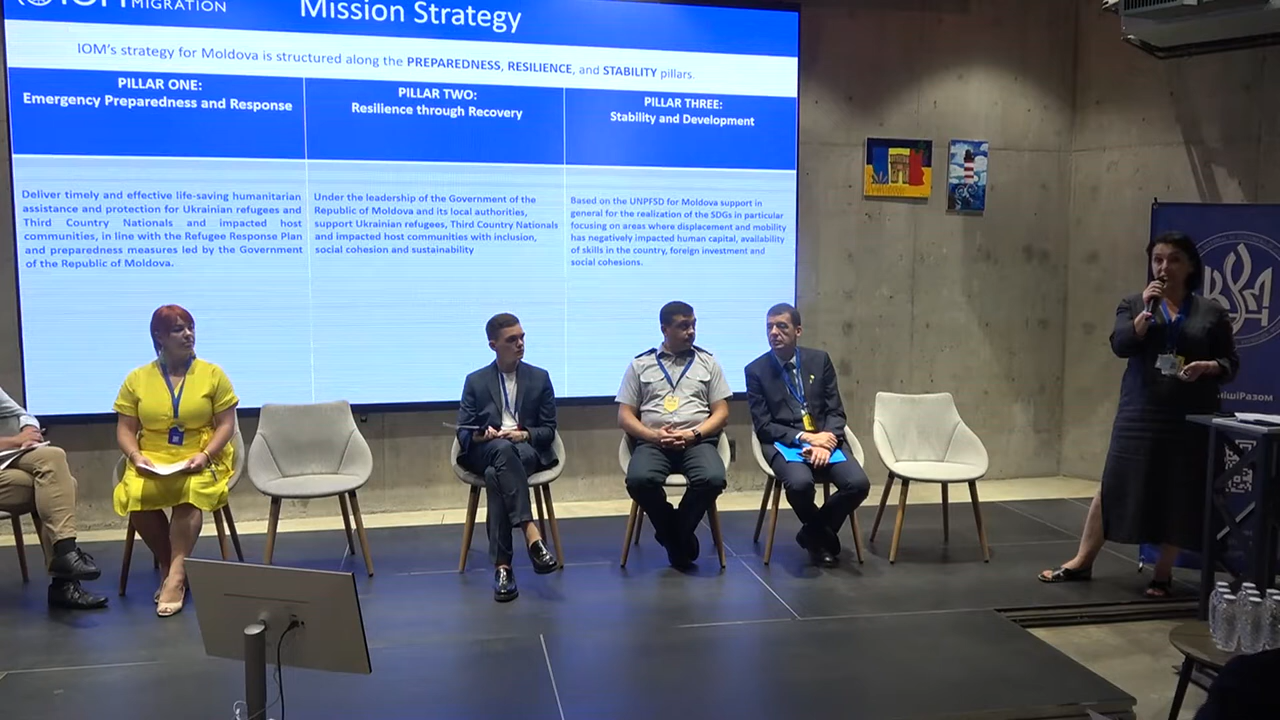 IOM MIGRATION
Mission Strategy
IOM's strategy for Moldova is structured along the PREPAREDNESS, RESILIENCE, and STABILITY pillars.
PILLAR ONE:
Emergency Preparedness and Response
Deliver timely and effective life-saving humanitarian
assistance and protection for Ukrainian refugees and
Third Country Nationals and impacted host
communities, in line with the Refugee Response Plan
and preparedness measures led by the Government
of the Republic of Moldova.
PILLAR TWO:
Resilience through Recovery
Under the leadership of the Government of the
Republic of Moldova and its local authorities,
support Ukrainian refugees, Third Country Nationals
and impacted host communities with inclusion,
social cohesion and sustainability
PILLAR THREE:
Stability and Development
Based on the UNPFSD for Moldova support in
general for the realization of the SDGs in particular
focusing on areas where displacement and mobility
has negatively impacted human capital, availability
of skills in the country, foreign investment and
social cohesions.
нішіРазом